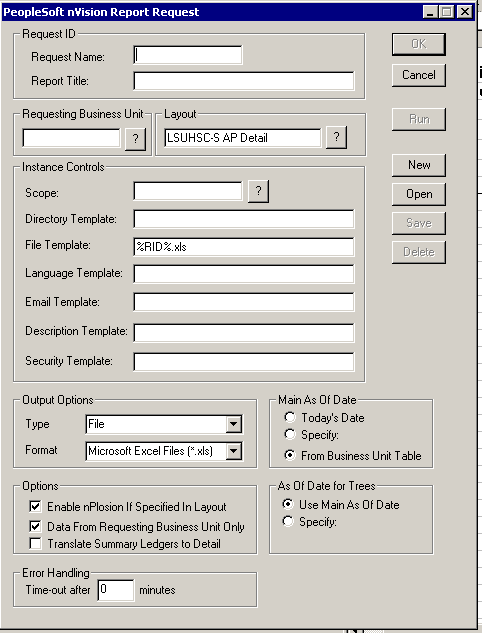 PeopleSoft nVision Report Request
Request ID
Request Name:
Report Title:
OK
Cancel
Requesting Business Unit
?
Layout
LSUHSC-S AP Detail
?
Run
Instance Controls
Scope:
?
Directory Template:
File Template:
%RID%.xls
Language Template:
Email Template:
Description Template:
Security Template:
New
Open
Save
Delete
Output Options
Type
File
Format
Microsoft Excel Files (*.xls)
Main As Of Date
Today's Date
Specify:
From Business Unit Table
Options
Enable nPlosion If Specified In Layout
Data From Requesting Business Unit Only
Translate Summary Ledgers to Detail
As Of Date for Trees
Use Main As Of Date
Specify:
Error Handling
Time-out after 0 minutes